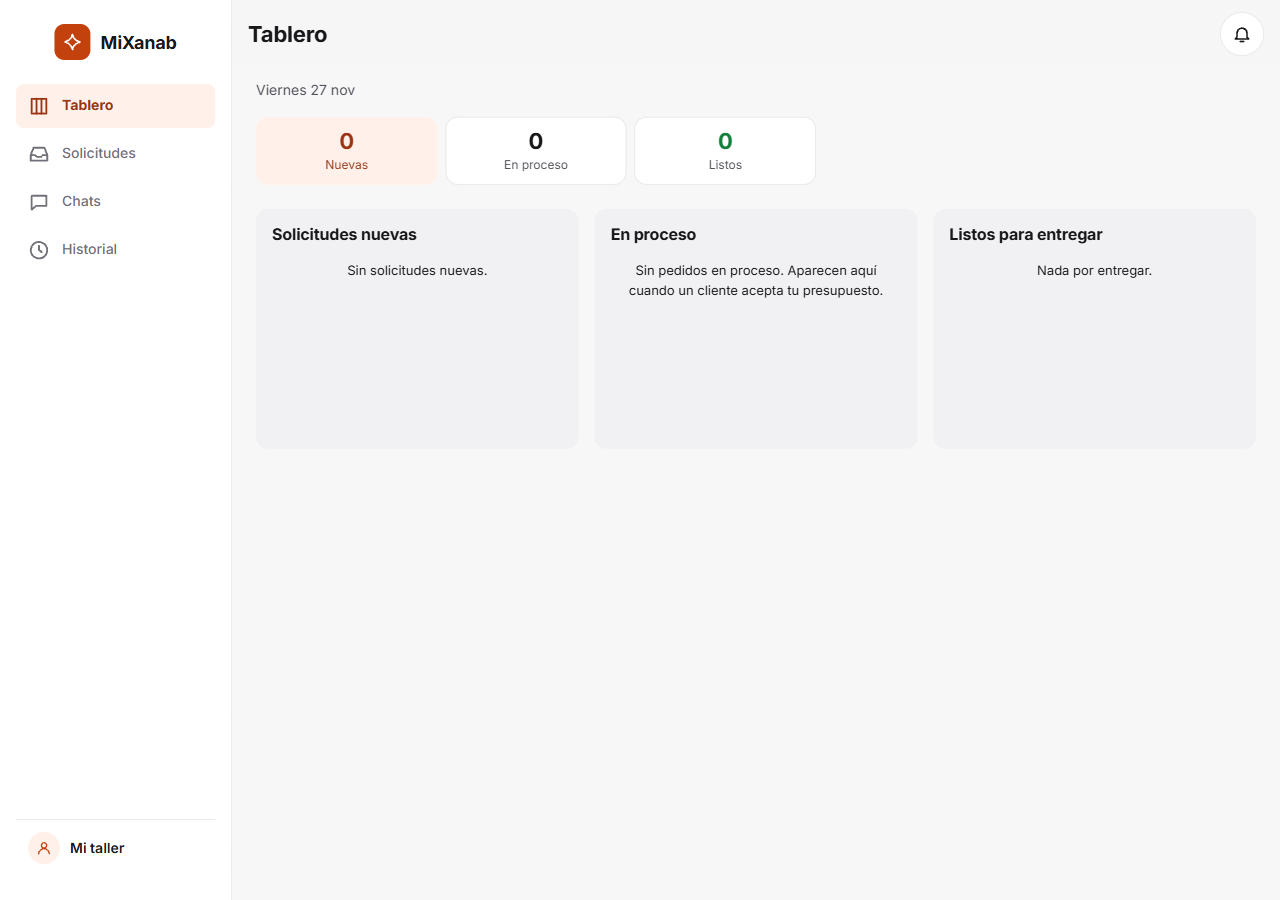 MiXanab
Tablero
Solicitudes
Chats
Historial
Mi taller
Tablero
Viernes 27 nov
0
Nuevas
0
En proceso
0
Listos
Solicitudes nuevas
Sin solicitudes nuevas.
En proceso
Sin pedidos en proceso. Aparecen aquí
cuando un cliente acepta tu presupuesto.
Listos para entregar
Nada por entregar.